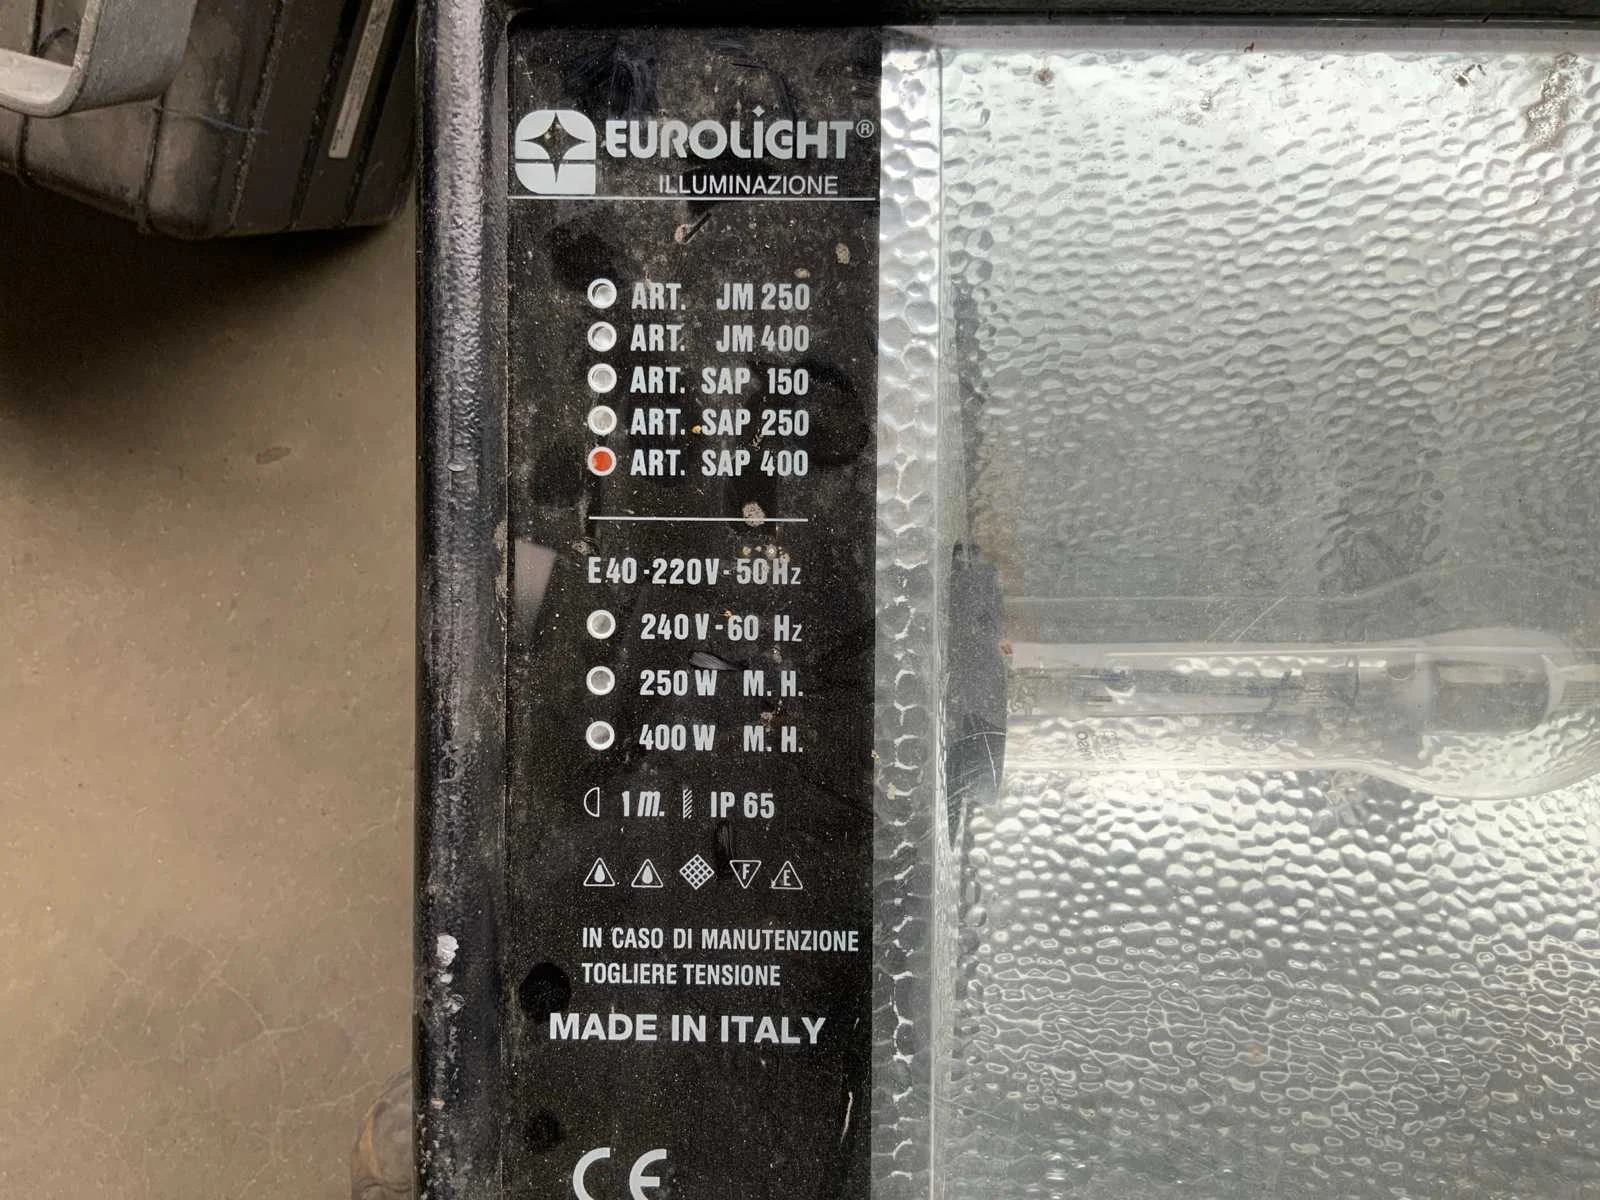 EUROLIGHT®
ILLUMINAZIONE
ART. JM 250
ART. JM 400
ART. SAP 150
ART. SAP 250
ART. SAP 400
E40-220V-50Hz
240V-60 Hz
250W M.H.
400W M.H.
1m. IP 65
F E
IN CASO DI MANUTENZIONE
TOGLIERE TENSIONE
MADE IN ITALY
CE